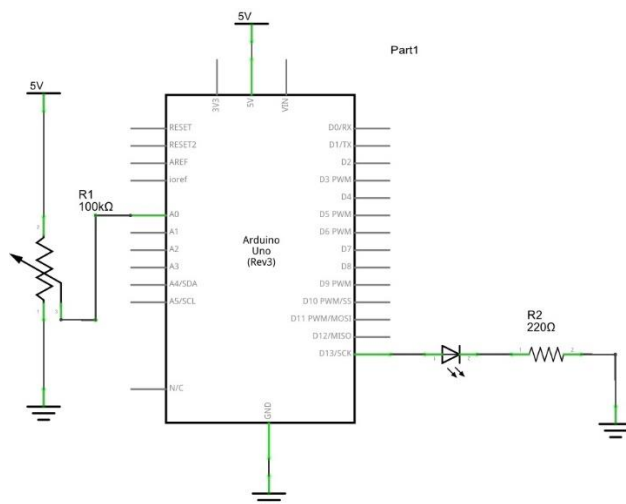 5V
Part1
5V
3V3
5V
VIN
RESET
RESET2
AREF
ioref
R1
100kΩ
A0
A1
A2
A3
A4/SDA
A5/SCL
N/C
Arduino
Uno
(Rev3)
D0/RX
D1/TX
D2
D3 PWM
D4
D5 PWM
D6 PWM
D7
D8
D9 PWM
D10 PWM/SS
D11 PWM/MOSI
D12/MISO
D13/SCK
GND
R2
220Ω
1
2